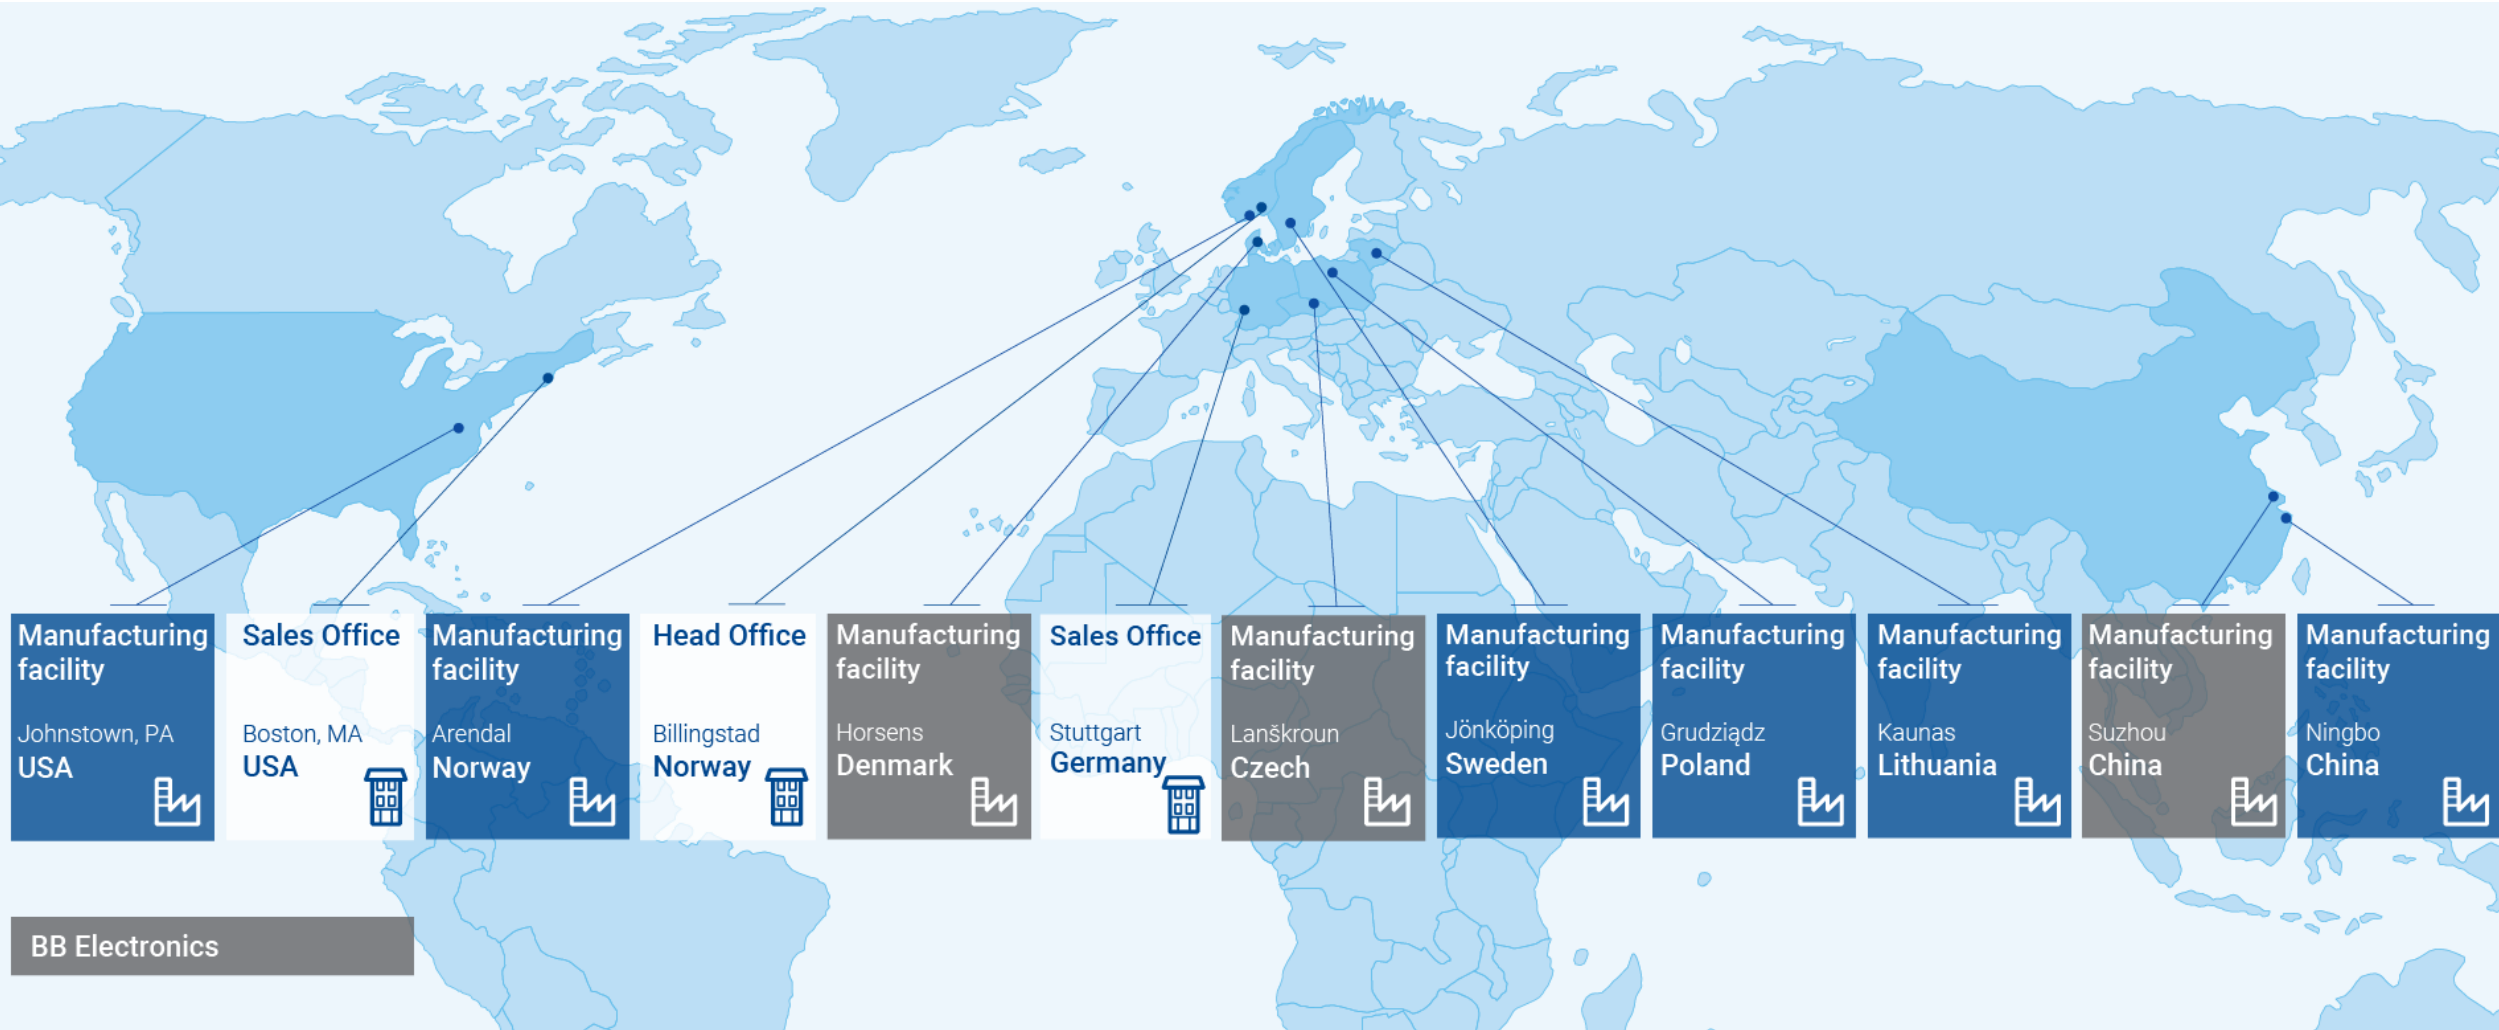 Manufacturing
facility
Johnstown, PA
USA
Sales Office
Boston, MA
USA
Manufacturing
facility
Arendal
Norway
Head Office
Billingstad
Norway
Manufacturing
facility
Horsens
Denmark
Sales Office
Stuttgart
Germany
Manufacturing
facility
Lanškroun
Czech
Manufacturing
facility
Jönköping
Sweden
Manufacturing
facility
Grudziądz
Poland
Manufacturing
facility
Kaunas
Lithuania
Manufacturing
facility
Suzhou
China
Manufacturing
facility
Ningbo
China
BB Electronics